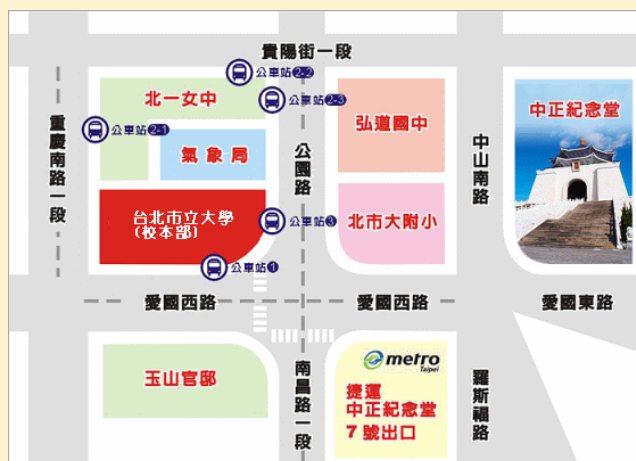 貴陽街一段
公車站2-2
北一女中
公車站2-3
中正紀念堂
重慶南路一段
公車站2-1
弘道國中
氣象局
公園路
中山南路
台北市立大學
(校本部)
公車站3
北市大附小
公車站1
愛國西路
愛國西路
愛國東路
玉山官邸
南昌路一段
metro
Taipei
捷運
中正紀念堂
7號出口
羅斯福路